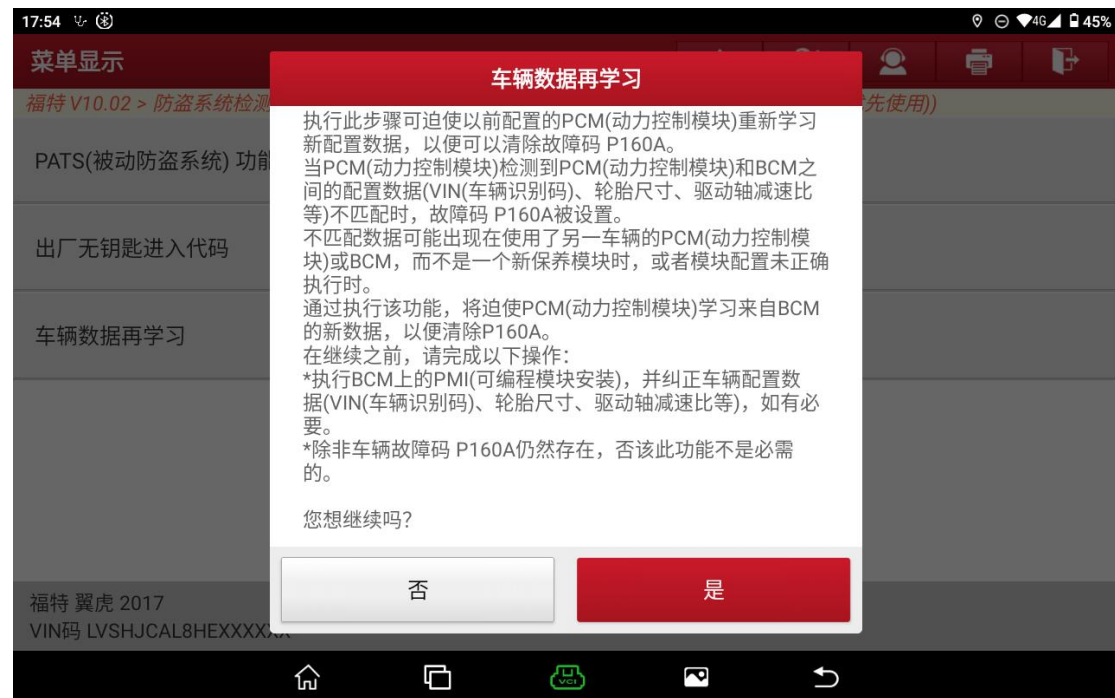 17:54
4G 45%
菜单显示
车辆数据再学习
福特 V10.02 > 防盗系统检测
先使用))
执行此步骤可迫使以前配置的PCM(动力控制模块)重新学习
新配置数据，以便可以清除故障码 P160A。
当PCM(动力控制模块)检测到PCM(动力控制模块)和BCM之
间的配置数据(VIN(车辆识别码)、轮胎尺寸、驱动轴减速比
等)不匹配时，故障码 P160A被设置。
不匹配数据可能出现在使用了另一车辆的PCM(动力控制模
块)或BCM，而不是一个新保养模块时，或者模块配置未正确
执行时。
通过执行该功能，将迫使PCM(动力控制模块)学习来自BCM
的新数据，以便清除P160A。
在继续之前，请完成以下操作：
*执行BCM上的PMI(可编程模块安装)，并纠正车辆配置数
据(VIN(车辆识别码)、轮胎尺寸、驱动轴减速比等)，如有必
要。
*除非车辆故障码 P160A仍然存在，否该此功能不是必需
的。
您想继续吗？
否
是
PATS(被动防盗系统) 功能
出厂无钥匙进入代码
车辆数据再学习
福特 翼虎 2017
VIN码 LVSHJCAL8HEXXXXXX
VCI